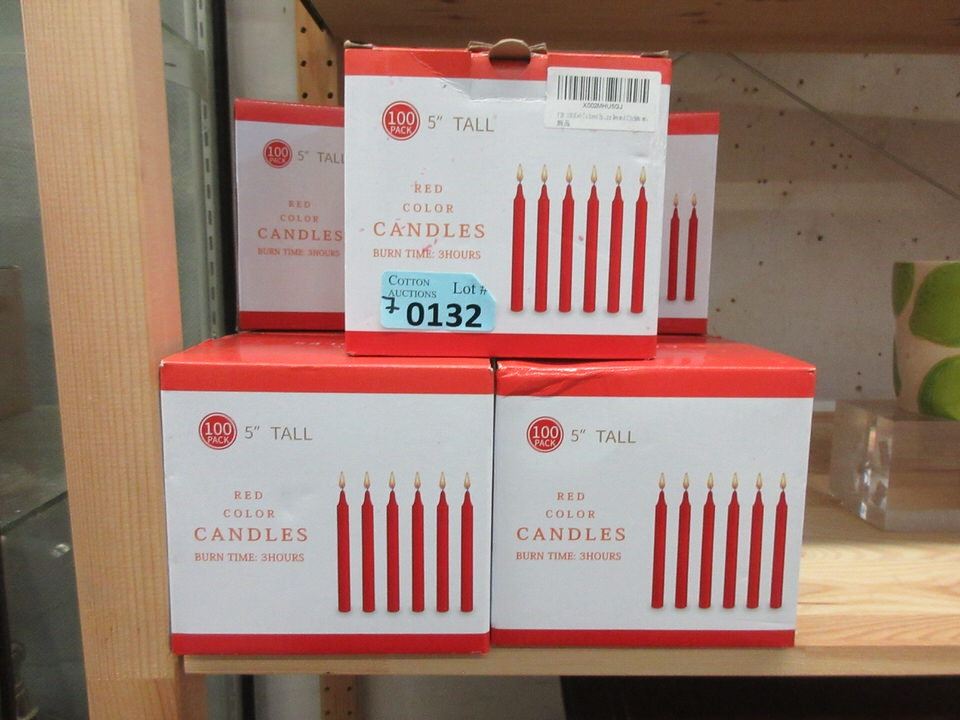 100
PACK
5" TALL
RED
COLOR
CANDLES
BURN TIME: 3HOURS
100
PACK
5" TALL
X002MHU5GJ
RED
COLOR
CANDLES
BURN TIME: 3HOURS
COTTON
AUCTIONS
Lot #
7 0132
100
PACK
5" TALL
RED
COLOR
CANDLES
BURN TIME: 3HOURS
100
PACK
5" TALL
RED
COLOR
CANDLES
BURN TIME: 3HOURS